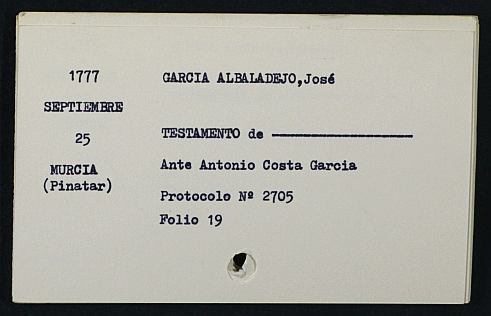 1777
SEPTIEMBRE
25
MURCIA
(Pinatar)
GARCIA ALBALADEJO,José
TESTAMENTO de ————————
Ante Antonio Costa Garcia
Protocolo Nº 2705
Folio 19